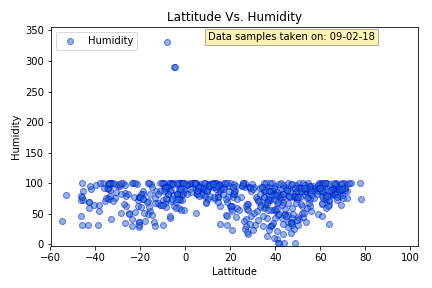 Lattitude Vs. Humidity
Humidity
Data samples taken on: 09-02-18
350
300
250
200
150
100
50
0
Humidity
−60 −40 −20 0 20 40 60 80 100
Lattitude